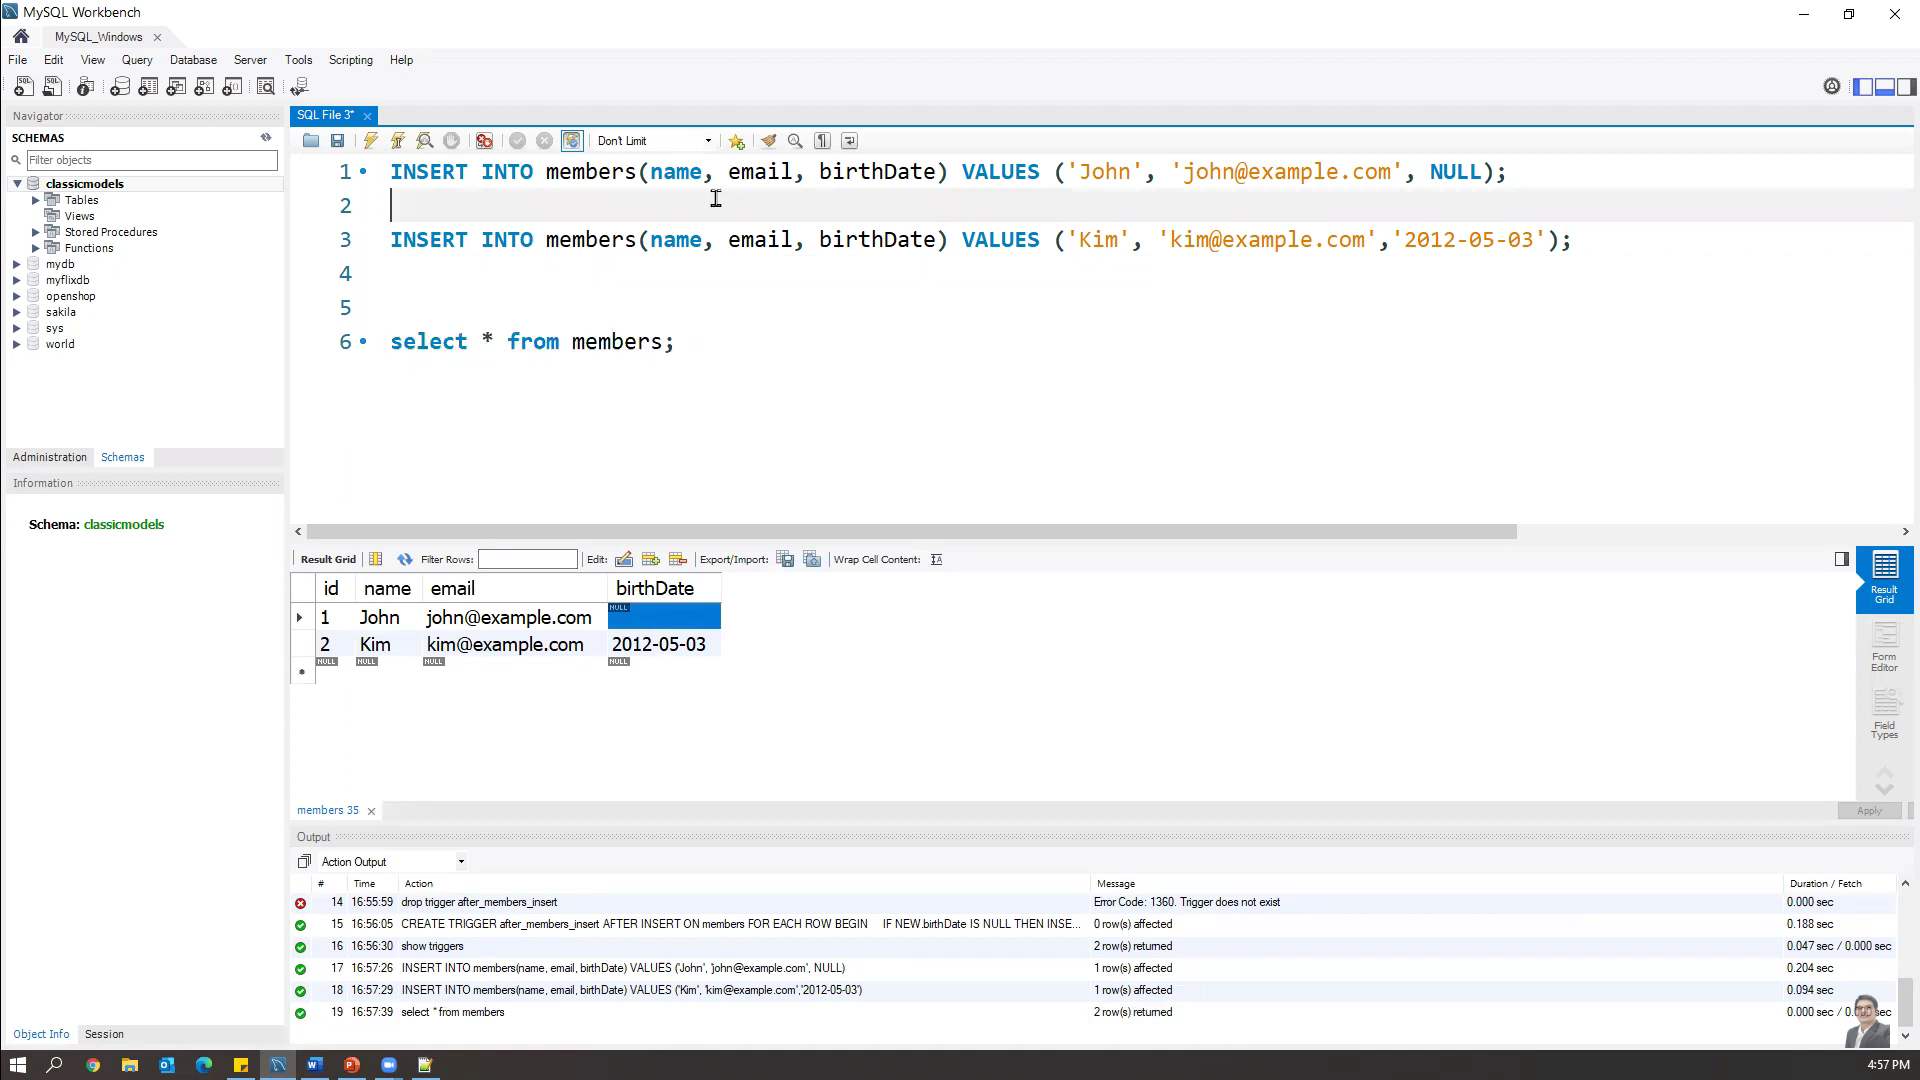 MySQL Workbench
MySQL_Windows
File Edit View Query Database Server Tools Scripting Help
Navigator
SCHEMAS
Filter objects
classicmodels
Tables
Views
Stored Procedures
Functions
mydb
myflixdb
openshop
sakila
sys
world
Administration Schemas
Information
Schema: classicmodels
SQL File 3*
Don't Limit
1 INSERT INTO members(name, email, birthDate) VALUES ('John', 'john@example.com', NULL);
2
3 INSERT INTO members(name, email, birthDate) VALUES ('Kim', 'kim@example.com','2012-05-03');
4
5
6 select * from members;
Result Grid Filter Rows: Edit: Export/Import: Wrap Cell Content:
id name email birthDate
1 John john@example.com NULL
2 Kim kim@example.com 2012-05-03
NULL NULL NULL NULL
Result Grid
Form Editor
Field Types
members 35
Apply
Output
Action Output
# Time Action Message Duration / Fetch
14 16:55:59 drop trigger after_members_insert Error Code: 1360. Trigger does not exist 0.000 sec
15 16:56:05 CREATE TRIGGER after_members_insert AFTER INSERT ON members FOR EACH ROW BEGIN IF NEW.birthDate IS NULL THEN INSE... 0 row(s) affected 0.188 sec
16 16:56:30 show triggers 2 row(s) returned 0.047 sec / 0.000 sec
17 16:57:26 INSERT INTO members(name, email, birthDate) VALUES ('John', 'john@example.com', NULL) 1 row(s) affected 0.204 sec
18 16:57:29 INSERT INTO members(name, email, birthDate) VALUES ('Kim', 'kim@example.com','2012-05-03') 1 row(s) affected 0.094 sec
19 16:57:39 select * from members 2 row(s) returned 0.000 sec / sec
Object Info Session
4:57 PM